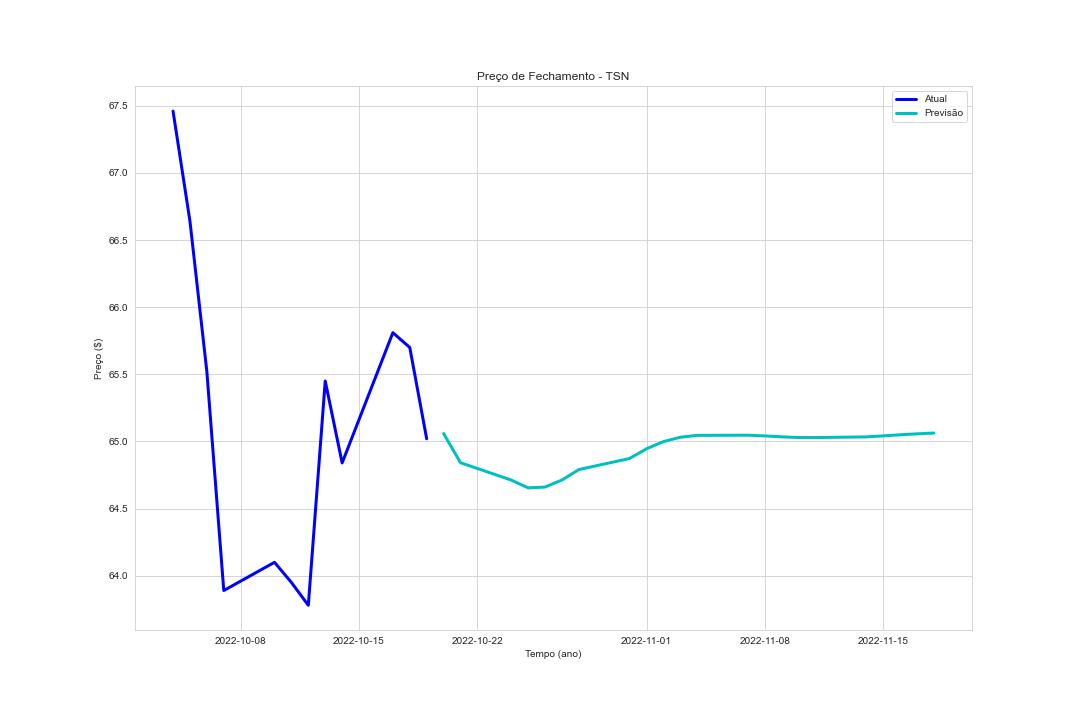 Preço de Fechamento - TSN
Atual
Previsão
67.5
67.0
66.5
66.0
65.5
65.0
64.5
64.0
Preço ($)
2022-10-08
2022-10-15
2022-10-22
2022-11-01
2022-11-08
2022-11-15
Tempo (ano)